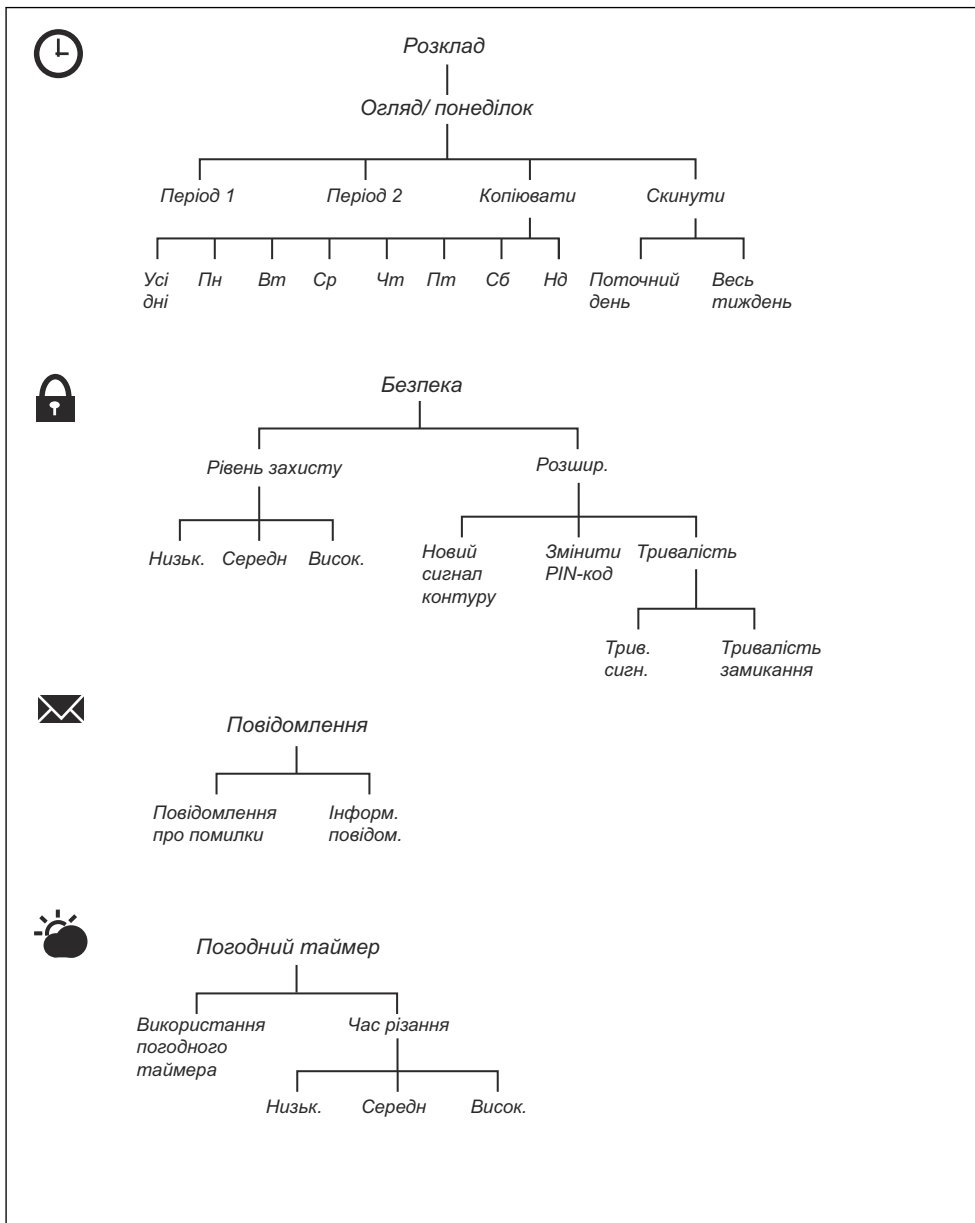 Розклад
Огляд/ понеділок
Період 1 Період 2 Копіювати Скинути
Усі дні Пн Вт Ср Чт Пт Сб Нд Поточний день Весь тиждень
Безпека
Рівень захисту Розшир.
Низьк. Середн Висок. Новий сигнал контуру Змінити PIN-код Тривалість
Трив. сигн. Тривалість замикання
Повідомлення
Повідомлення про помилки Інформ. повідом.
Погодний таймер
Використання погодного таймера Час різання
Низьк. Середн Висок.